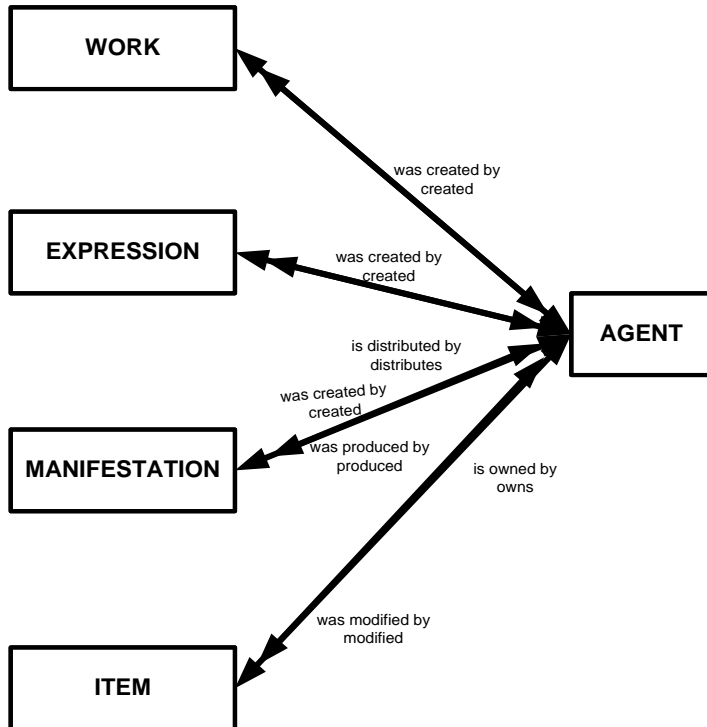 WORK
was created by
created
EXPRESSION
was created by
created
AGENT
is distributed by
distributes
was created by
created
MANIFESTATION
was produced by
produced
is owned by
owns
was modified by
modified
ITEM